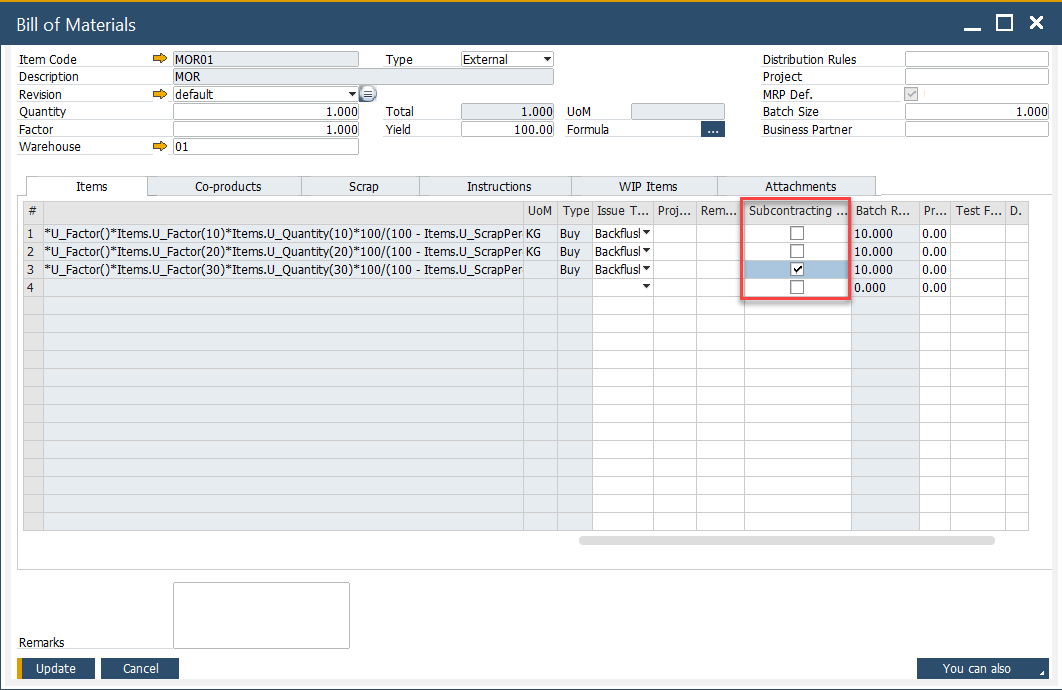 Bill of Materials
Item Code MOR01 Type External Distribution Rules
Description MOR Project
Revision default MRP Def.
Quantity 1.000 Total 1.000 UoM Batch Size 1.000
Factor 1.000 Yield 100.00 Formula ... Business Partner
Warehouse 01
Items Co-products Scrap Instructions WIP Items Attachments
# UoM Type Issue T... Proj... Rem... Subcontracting ... Batch R... Pr... Test F... D.
1 *U_Factor()*Items.U_Factor(10)*Items.U_Quantity(10)*100/(100 - Items.U_ScrapPer KG Buy Backflusl 10.000 0.00
2 *U_Factor()*Items.U_Factor(20)*Items.U_Quantity(20)*100/(100 - Items.U_ScrapPer KG Buy Backflusl 10.000 0.00
3 *U_Factor()*Items.U_Factor(30)*Items.U_Quantity(30)*100/(100 - Items.U_ScrapPer Buy Backflusl 10.000 0.00
4 0.000 0.00
Remarks
Update Cancel You can also